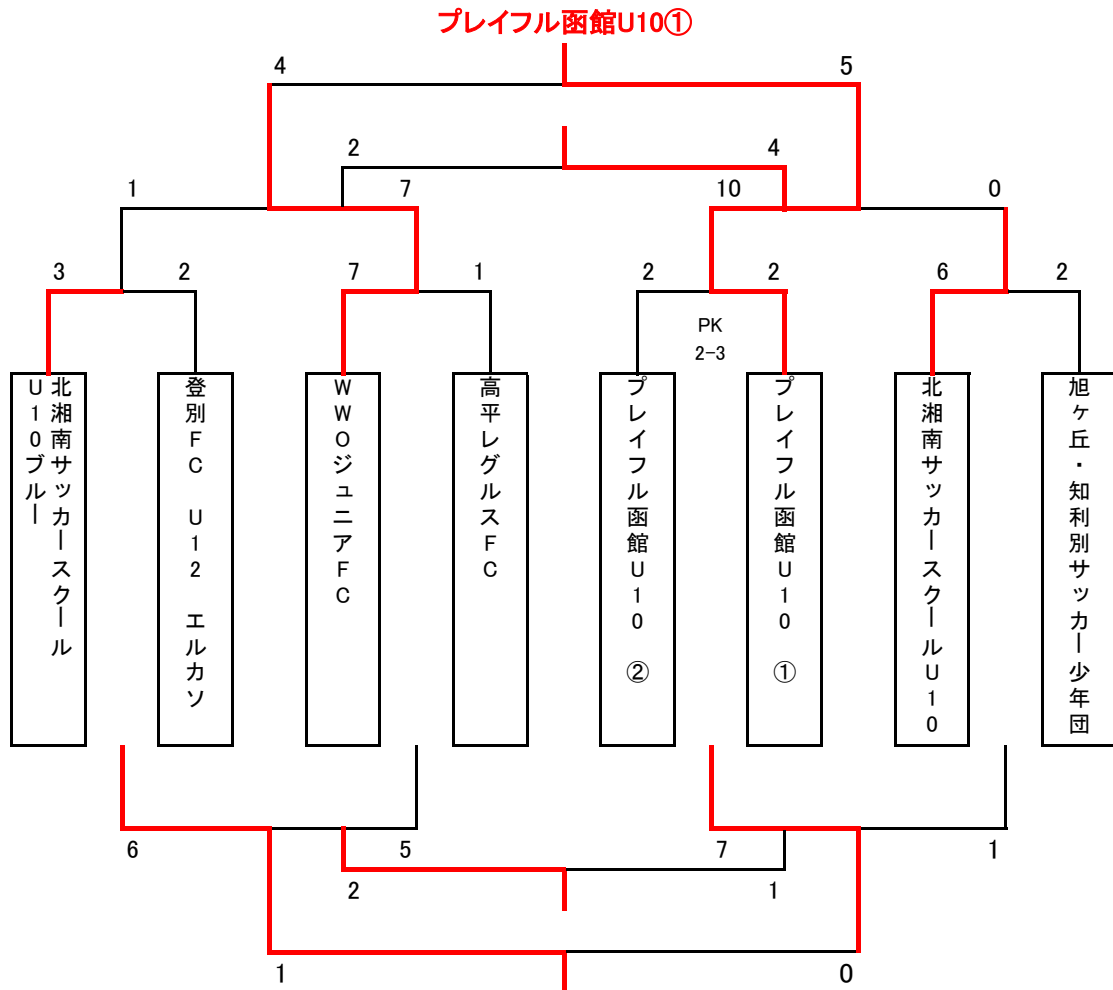 プレイフル函館U10①
4
5
2
4
1
7
10
0
3
2
7
1
2
2
6
2
PK
2-3
北湘南サッカースクール
U10ブルー
登別FC U12 エルカソ
WWOジュニアFC
高平レグルスFC
プレイフル函館U10 ②
プレイフル函館U10 ①
北湘南サッカースクールU10
旭ヶ丘・知利別サッカー少年団
6
5
7
1
2
1
1
0